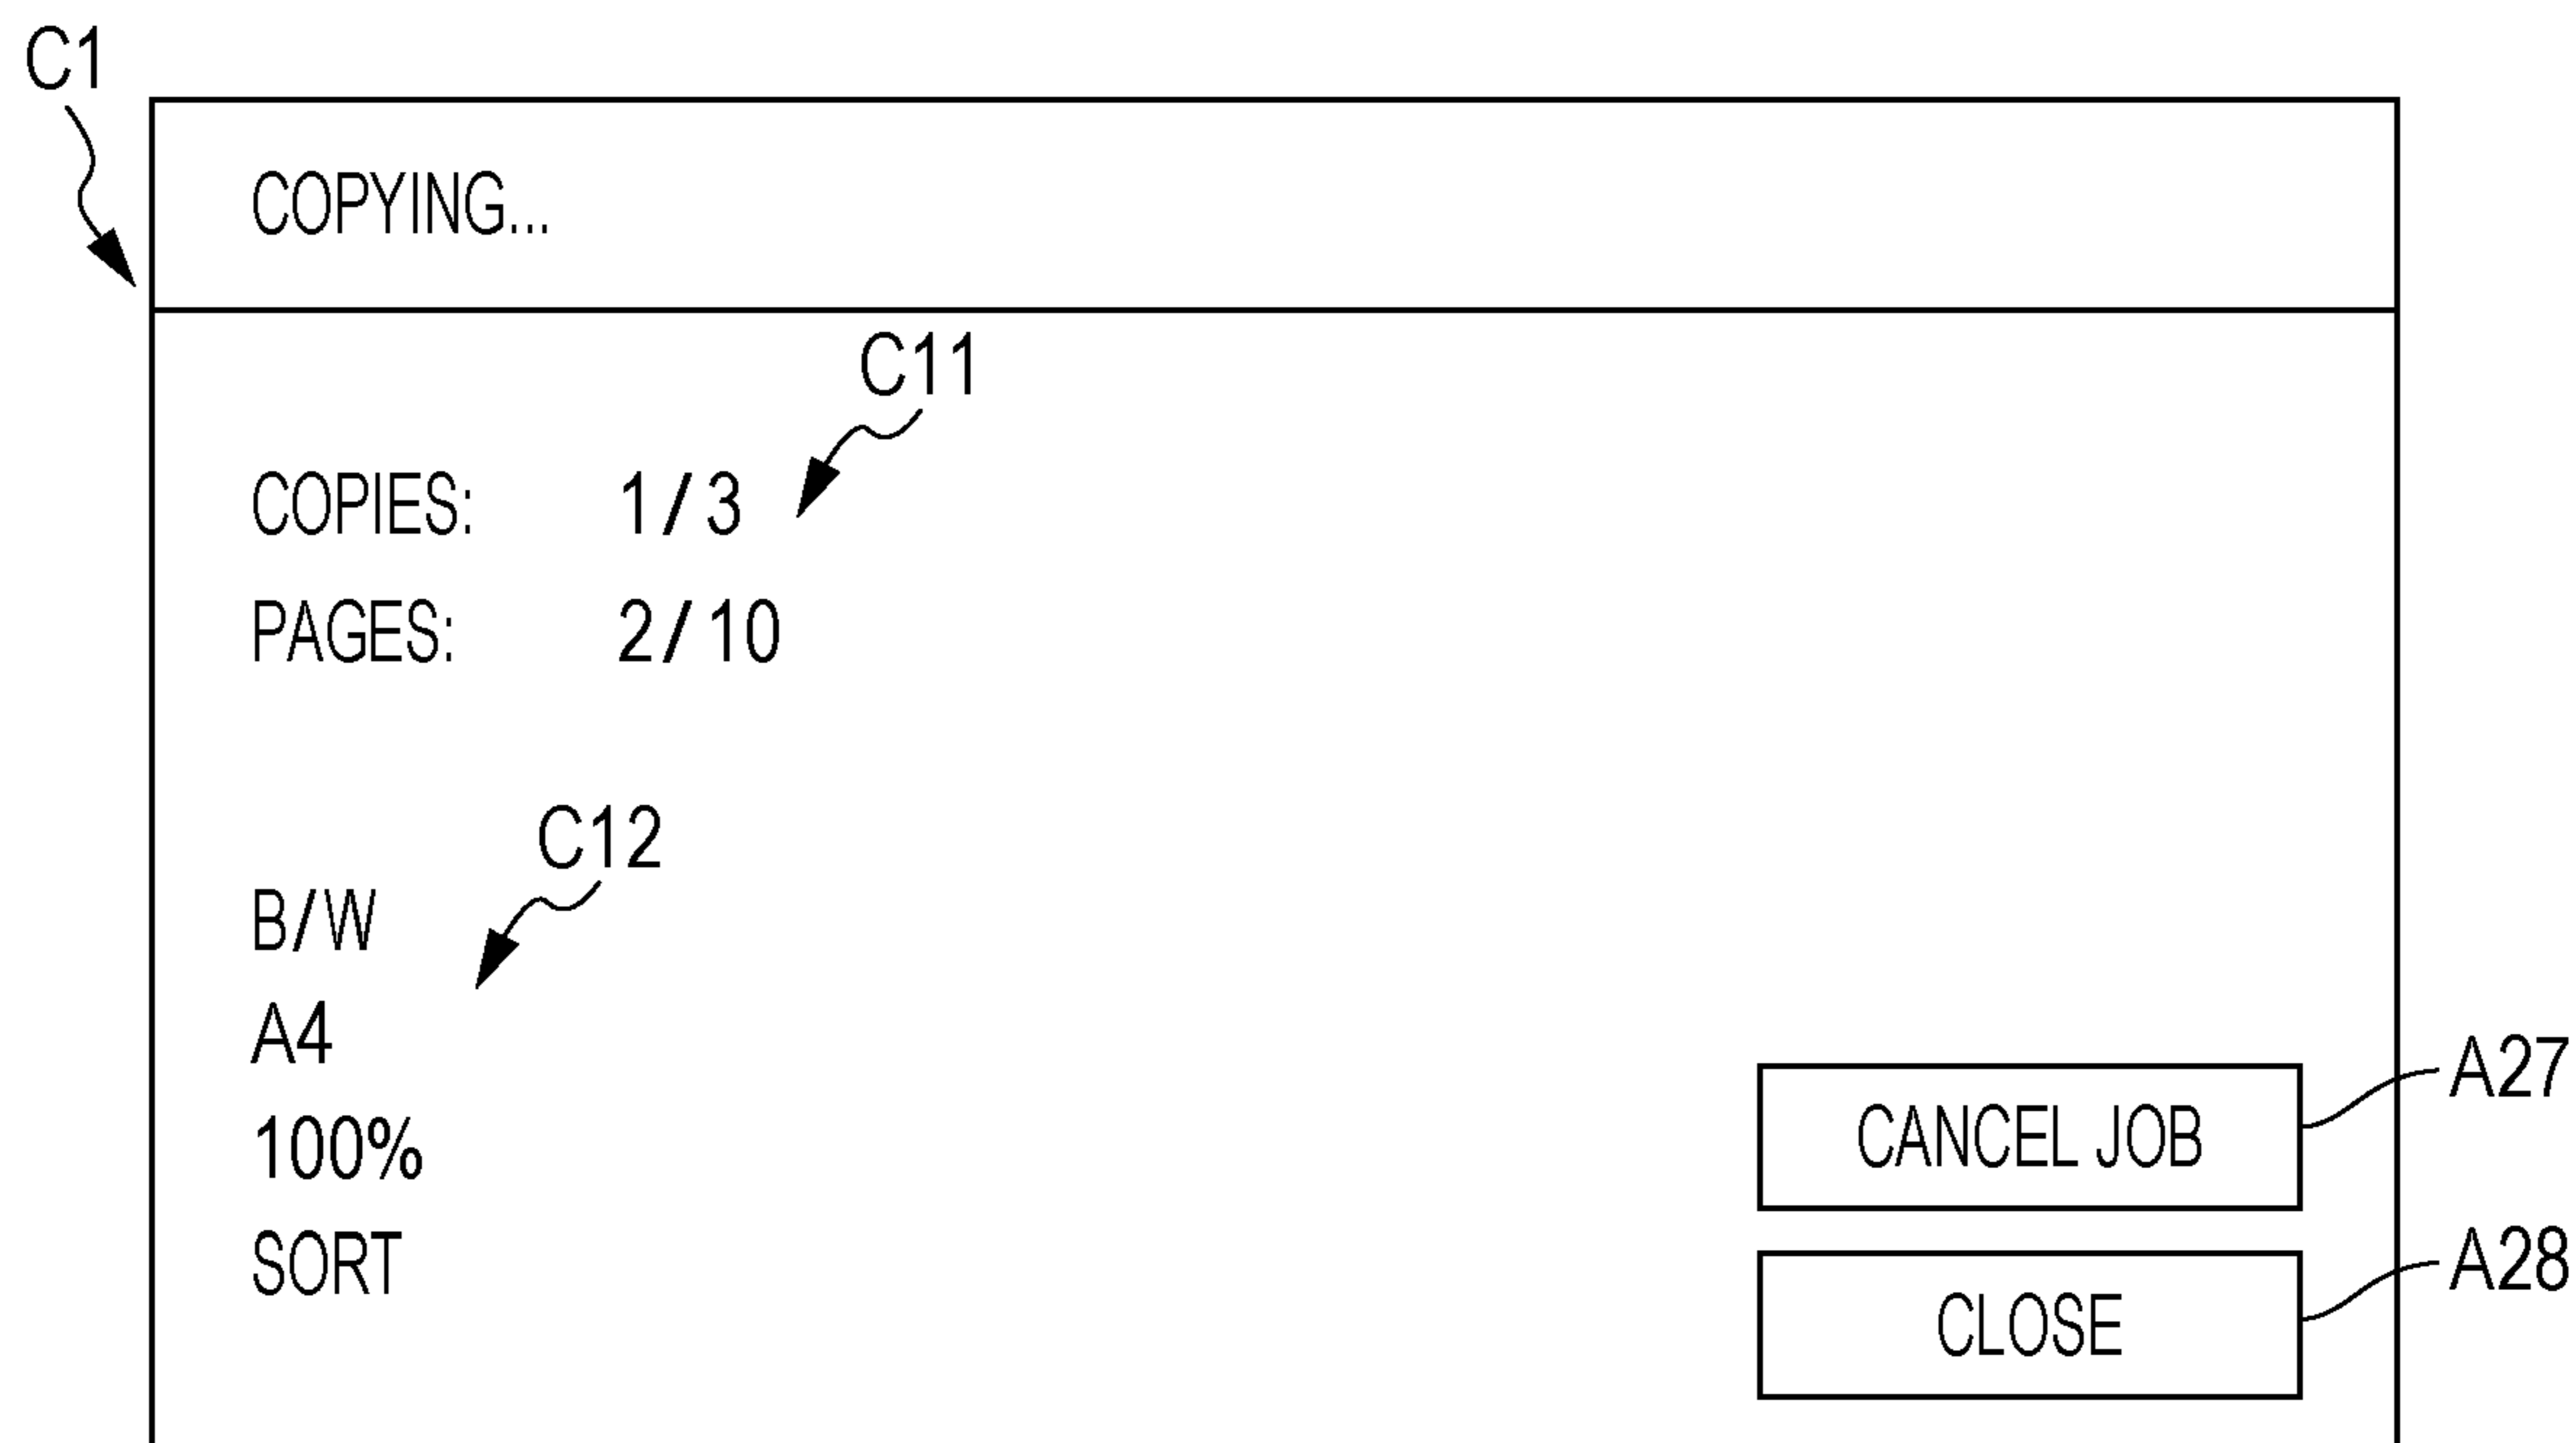 C1
COPYING...
C11
COPIES: 1/3
PAGES: 2/10
C12
B/W
A4
100%
SORT
CANCEL JOB A27
CLOSE A28